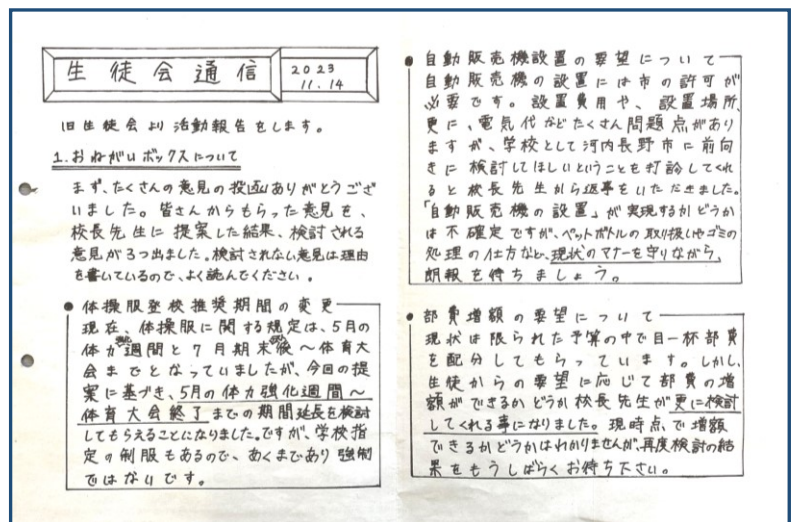 生徒会通信
2023
11.14
旧生徒会より活動報告をします。
1.おねがいボックスについて
まず、たくさんの意見の投函ありがとうござ
いました。皆さんからもらった意見を、
校長先生に提案した結果、検討される
意見が3つ出ました。検討されない意見は理由
を書いているので、よく読んでください。
●体操服登校推奨期間の変更
現在、体操服に関する規定は、5月の
体力週間と7月期末後～体育大
会までとなっていましたが、今回の提
案に基づき、5月の体力強化週間～
体育大会終了までの期間延長を検討
してもらえることになりました。ですが、学校指
定の制服もあるので、あくまであり強制
ではないです。
●自動販売機設置の要望について
自動販売機の設置には市の許可が
必要です。設置費用や、設置場所、
更に、電気代などたくさん問題点があり
ますが、学校として河内長野市に前向
きに検討してほしいということを打診してくれ
ると校長先生から返事をいただきました。
「自動販売機の設置」が実現するかどうか
は不確定ですが、ペットボトルの取り扱いやゴミの
処理の仕方など、現状のマナーを守りながら、
朗報を待ちましょう。
●部費増額の要望について
現状は限られた予算の中で目一杯部費
を配分してもらっています。しかし、
生徒からの要望に応じて部費の増
額ができるかどうか校長先生が更に検討
してくれる事になりました。現時点で増額
できるかどうかはわかりませんが、再度検討の結
果をもうしばらくお待ち下さい。